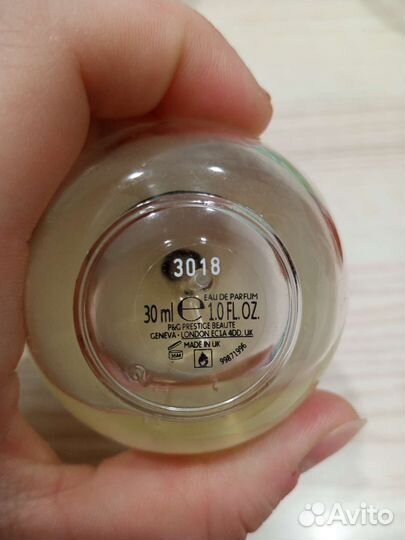 3018
EAU DE PARFUM
30 ml e 1.0 FL.OZ.
P&G PRESTIGE BEAUTE
GENEVA - LONDON EC1A 4DD, UK
MADE IN UK
36M
99871996
Avito